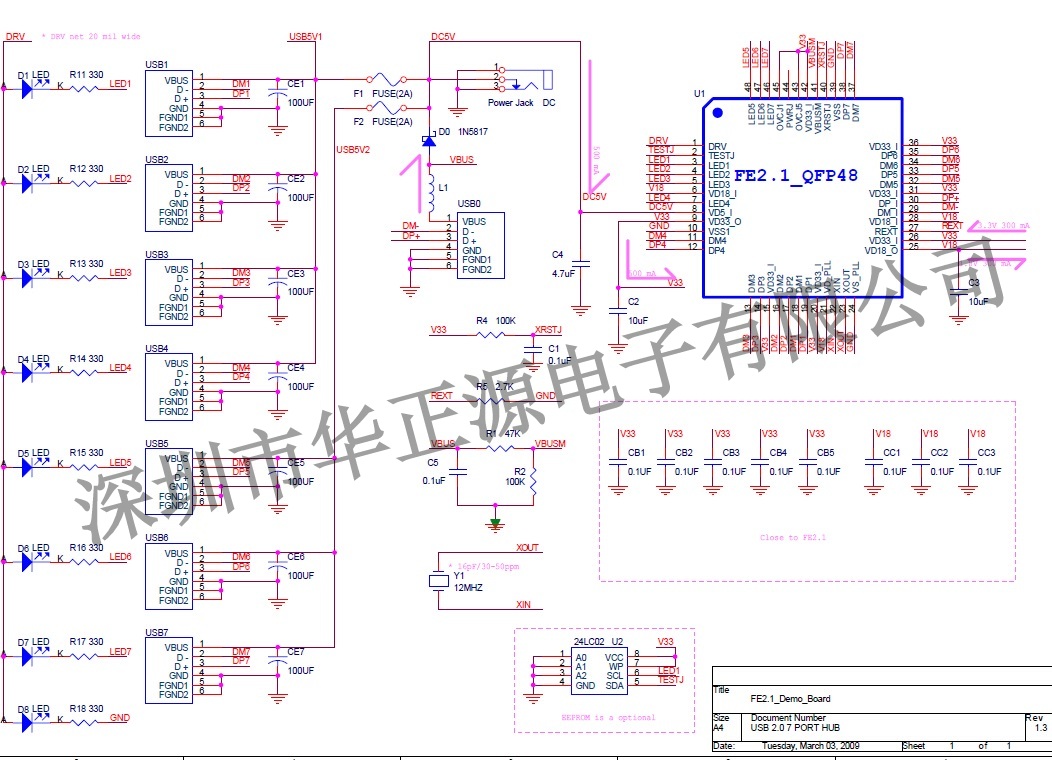 DRV
* DRV net 20 mil wide
USB5V1
DC5V
D1 LED
K
R11 330
LED1
USB1
VBUS 1
D - 2 DM1
D + 3 DP1
GND 4
FGND1 5
FGND2 6
CE1
100UF
F1 FUSE(2A)
F2 FUSE(2A)
USB5V2
1
2
3
Power Jack DC
D0 1N5817
VBUS
L1
D2 LED
K
R12 330
LED2
USB2
VBUS 1
D - 2 DM2
D + 3 DP2
GND 4
FGND1 5
FGND2 6
CE2
100UF
USB0
1 VBUS
DM- 2 D -
DP+ 3 D +
4 GND
5 FGND1
6 FGND2
500 mA
DC5V
C4
4.7uF
D3 LED
K
R13 330
LED3
USB3
VBUS 1
D - 2 DM3
D + 3 DP3
GND 4
FGND1 5
FGND2 6
CE3
100UF
U1
FE2.1_QFP48
LED5 48 LED5
LED6 47 LED6
LED7 46 LED7
45 OVCJ1
44 PWRJ
43 OVCJ5
V33 42 VD33_I
VBUSM 41 VBUSM
XRSTJ 40 XRSTJ
GND 39 VSS
DP7 38 DP7
DM7 37 DM7
DRV 1 DRV
TESTJ 2 TESTJ
LED1 3 LED1
LED2 4 LED2
LED3 5 LED3
V18 6 VD18_I
LED4 7 LED4
DC5V 8 VD5_I
V33 9 VD33_O
GND 10 VSS1
DM4 11 DM4
DP4 12 DP4
VD33_I 36 V33
DP6 35 DP6
DM6 34 DM6
DP5 33 DP5
DM5 32 DM5
VD33_I 31 V33
DP 30 DP+
DM_I 29 DM-
VD18_I 28 V18
REXT 27 REXT
VD33_I 26 V33
VD18_O 25 V18
3.3V 300 mA
DM3 13
DP3 14
VD33_I 15
DM2 16
DP2 17
DM1 18
DP1 19
XIN
XOUT 23
VS_PLL 24 GND
600 mA
V33
C2
10uF
C3
10uF
V33 R4 100K XRSTJ
C1
0.1uF
REXT R5 2.7K GND
VBUS R1 47K VBUSM
C5
0.1uF
R2
100K
D4 LED
K
R14 330
LED4
USB4
VBUS 1
D - 2 DM4
D + 3 DP4
GND 4
FGND1 5
FGND2 6
CE4
100UF
D5 LED
K
R15 330
LED5
USB5
VBUS 1
D - 2 DM5
D + 3 DP5
GND 4
FGND1 5
FGND2 6
CE5
100UF
V33 V33 V33 V33 V33 V18 V18 V18
CB1 CB2 CB3 CB4 CB5 CC1 CC2 CC3
0.1UF 0.1UF 0.1UF 0.1UF 0.1UF 0.1UF 0.1UF 0.1UF
Close to FE2.1
深圳市华正源电子有限公司
D6 LED
K
R16 330
LED6
USB6
VBUS 1
D - 2 DM6
D + 3 DP6
GND 4
FGND1 5
FGND2 6
CE6
100UF
XOUT
* 16pF/30-50ppm
Y1
12MHZ
XIN
D7 LED
K
R17 330
LED7
USB7
VBUS 1
D - 2 DM7
D + 3 DP7
GND 4
FGND1 5
FGND2 6
CE7
100UF
D8 LED
K
R18 330
GND
24LC02 U2 V33
1 A0 VCC 8
2 A1 WP 7
3 A2 SCL 6 LED1
4 GND SDA 5 TESTJ
EEPROM is a optional
Title
FE2.1_Demo_Board
Size Document Number Rev
A4 USB 2.0 7 PORT HUB 1.3
Date: Tuesday, March 03, 2009 Sheet 1 of 1